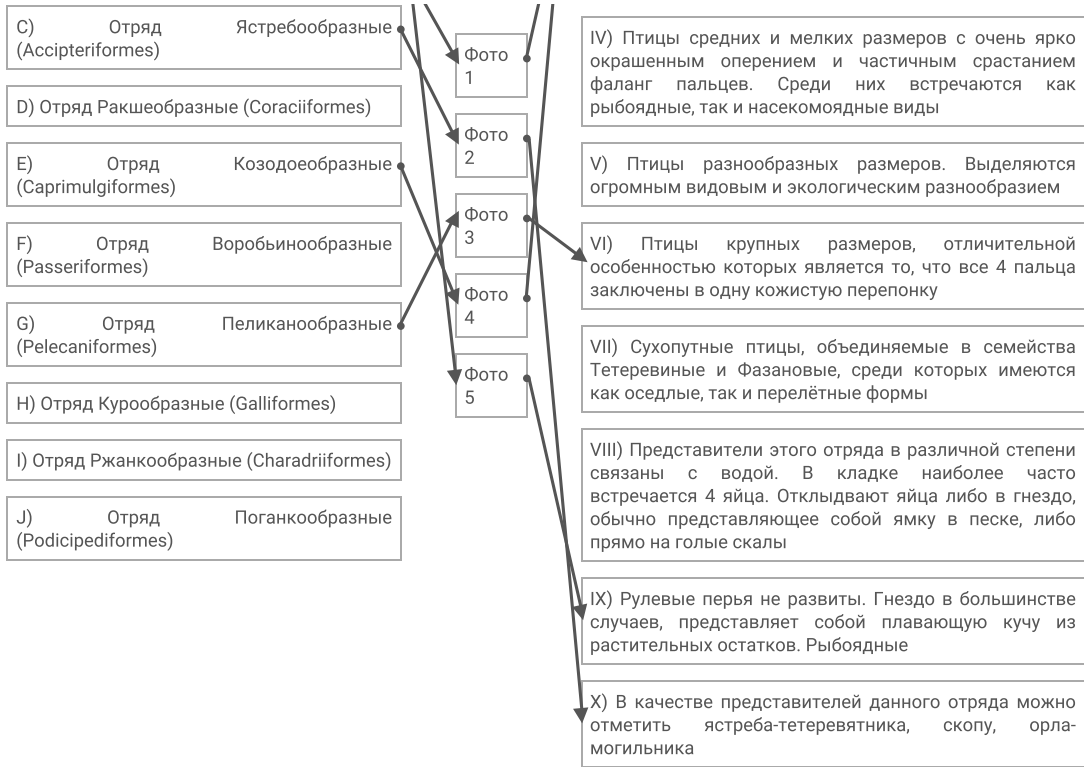 C) Отряд Ястребообразные
(Accipteriformes)
D) Отряд Ракшеобразные (Coraciiformes)
E) Отряд Козодоеобразные
(Caprimulgiformes)
F) Отряд Воробьинообразные
(Passeriformes)
G) Отряд Пеликанообразные
(Pelecaniformes)
H) Отряд Курообразные (Galliformes)
I) Отряд Ржанкообразные (Charadriiformes)
J) Отряд Поганкообразные
(Podicipediformes)
Фото
1
Фото
2
Фото
3
Фото
4
Фото
5
IV) Птицы средних и мелких размеров с очень ярко
окрашенным оперением и частичным срастанием
фаланг пальцев. Среди них встречаются как
рыбоядные, так и насекомоядные виды
V) Птицы разнообразных размеров. Выделяются
огромным видовым и экологическим разнообразием
VI) Птицы крупных размеров, отличительной
особенностью которых является то, что все 4 пальца
заключены в одну кожистую перепонку
VII) Сухопутные птицы, объединяемые в семейства
Тетеревиные и Фазановые, среди которых имеются
как оседлые, так и перелётные формы
VIII) Представители этого отряда в различной степени
связаны с водой. В кладке наиболее часто
встречается 4 яйца. Отклыдвают яйца либо в гнездо,
обычно представляющее собой ямку в песке, либо
прямо на голые скалы
IX) Рулевые перья не развиты. Гнездо в большинстве
случаев, представляет собой плавающую кучу из
растительных остатков. Рыбоядные
X) В качестве представителей данного отряда можно
отметить ястреба-тетеревятника, скопу, орла-
могильника